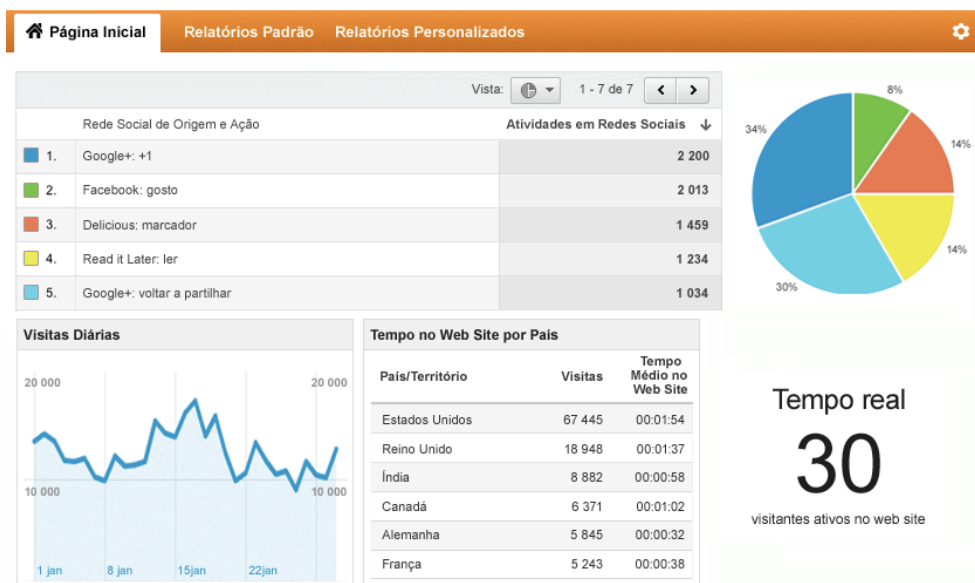 Página Inicial Relatórios Padrão Relatórios Personalizados
Vista: 1 - 7 de 7
Rede Social de Origem e Ação Atividades em Redes Sociais
1. Google+: +1 2 200
2. Facebook: gosto 2 013
3. Delicious: marcador 1 459
4. Read it Later: ler 1 234
5. Google+: voltar a partilhar 1 034
8%
34%
14%
14%
30%
Visitas Diárias
20 000 20 000
10 000 10 000
1 jan 8 jan 15jan 22jan
Tempo no Web Site por País
País/Território Visitas Tempo Médio no Web Site
Estados Unidos 67 445 00:01:54
Reino Unido 18 948 00:01:37
Índia 8 882 00:00:58
Canadá 6 371 00:01:02
Alemanha 5 845 00:00:32
França 5 243 00:00:38
Tempo real
30
visitantes ativos no web site